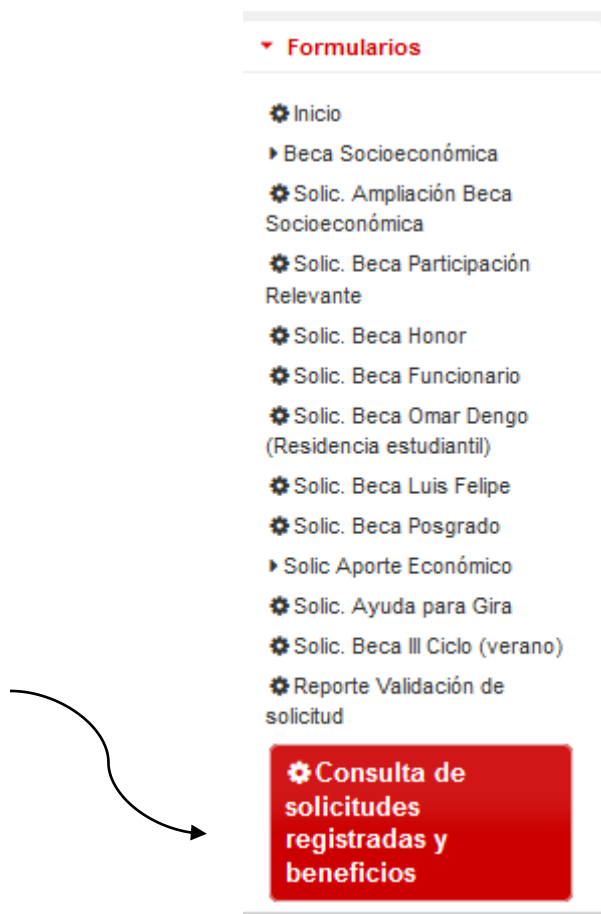 Formularios
Inicio
Beca Socioeconómica
Solic. Ampliación Beca
Socioeconómica
Solic. Beca Participación
Relevante
Solic. Beca Honor
Solic. Beca Funcionario
Solic. Beca Omar Dengo
(Residencia estudiantil)
Solic. Beca Luis Felipe
Solic. Beca Posgrado
Solic Aporte Económico
Solic. Ayuda para Gira
Solic. Beca III Ciclo (verano)
Reporte Validación de
solicitud
Consulta de
solicitudes
registradas y
beneficios